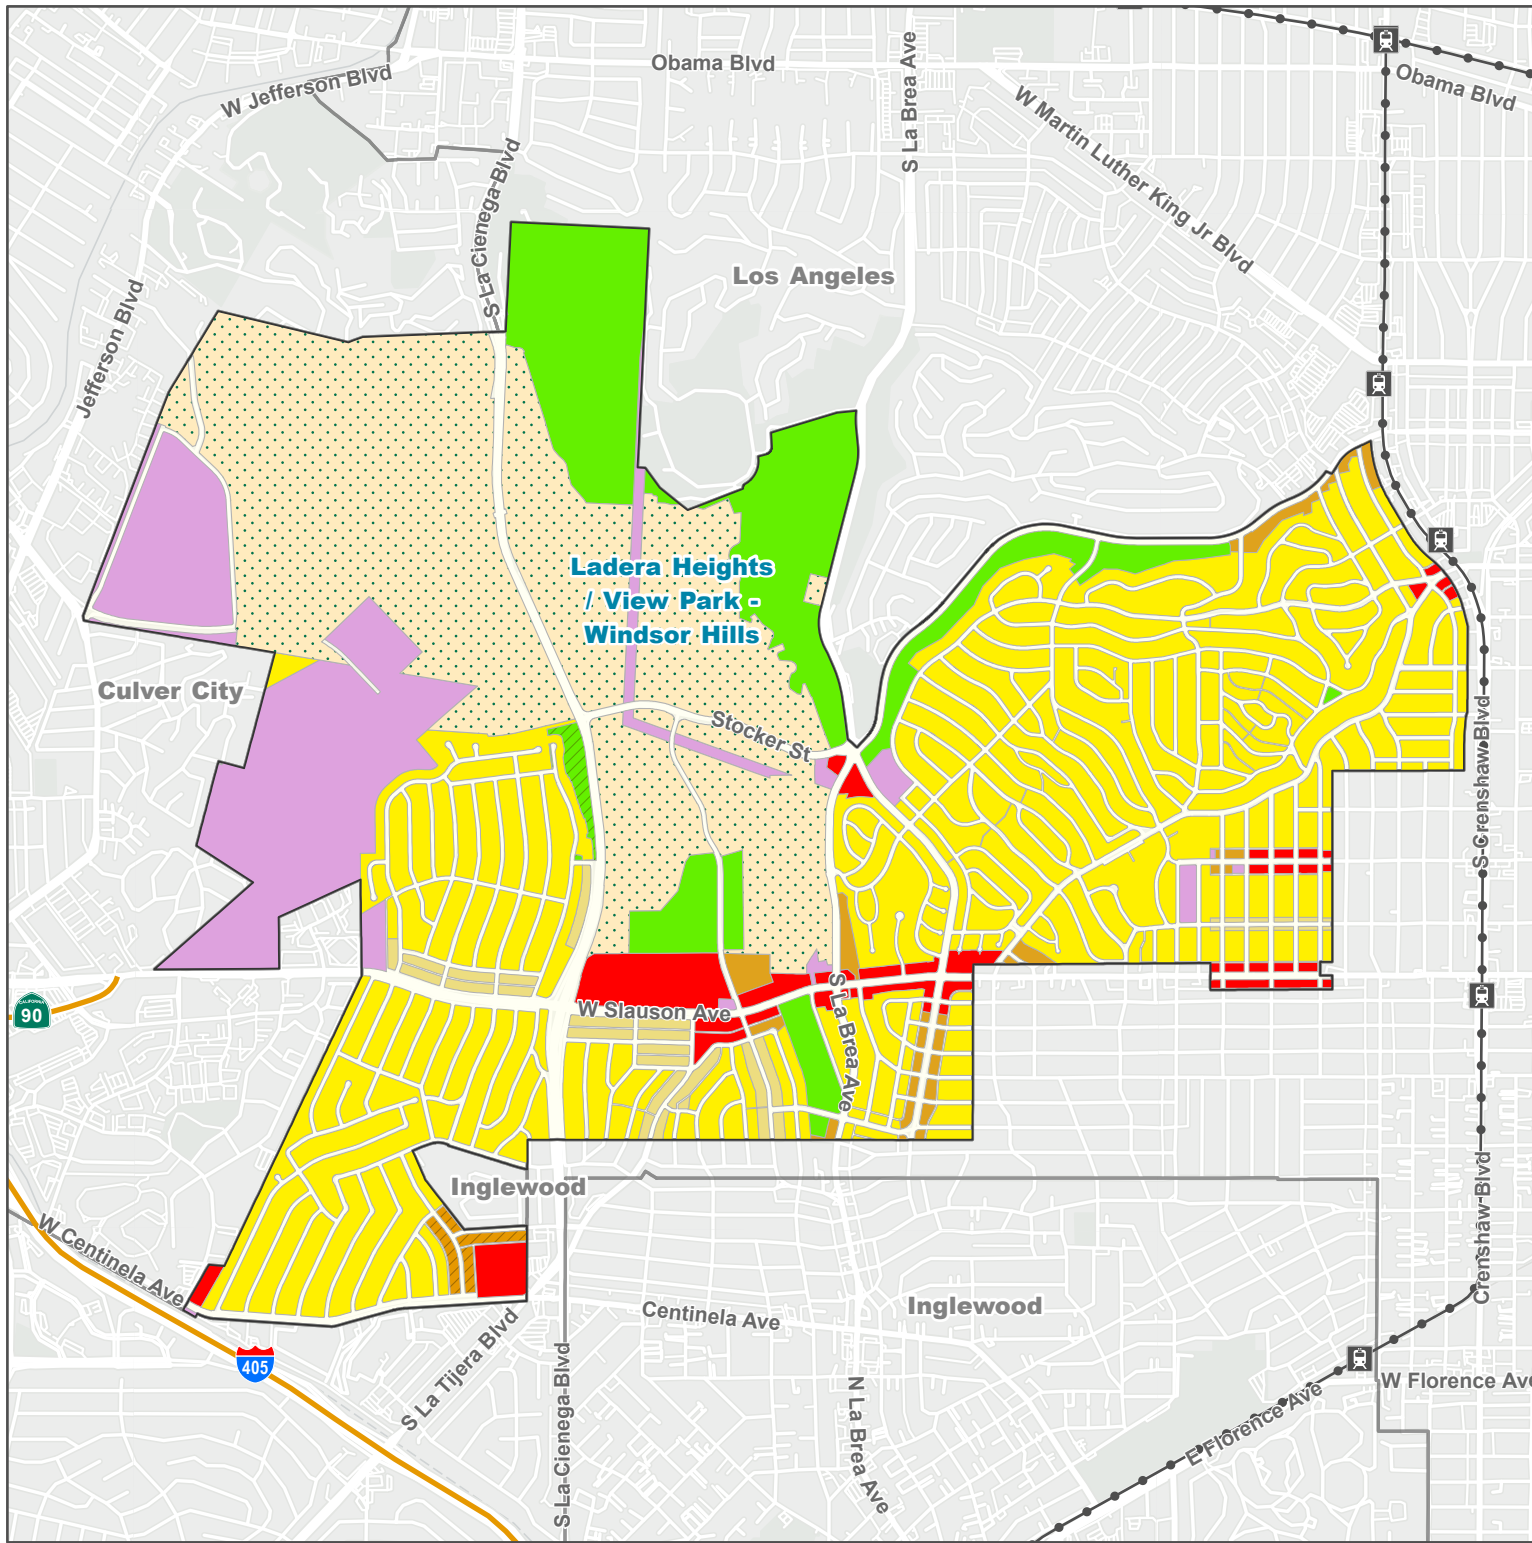 Obama Blvd
S La Brea Ave
Obama Blvd
W Jefferson Blvd
W Martin Luther King Jr Blvd
S La Cienega Blvd
Los Angeles
Jefferson Blvd
Ladera Heights
/ View Park -
Windsor Hills
Culver City
Stocker St
S Crenshaw Blvd
CALIFORNIA
90
W Slauson Ave
S La Brea Ave
Inglewood
Crenshaw Blvd
W Centinela Ave
Inglewood
Centinela Ave
405
S La Tijera Blvd
S La Cienega Blvd
N La Brea Ave
W Florence Ave
E Florence Ave